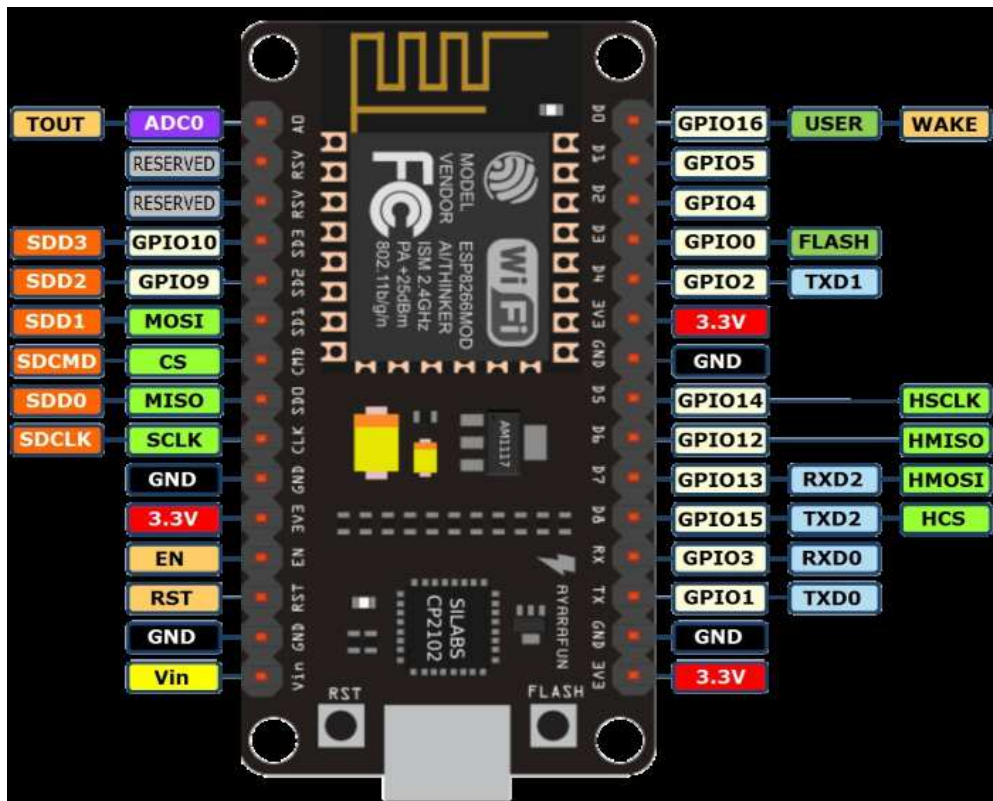 TOUT ADC0 A0 D0 GPIO16 USER WAKE
RESERVED RSV D1 GPIO5
RESERVED RSV D2 GPIO4
SDD3 GPIO10 SD3 D3 GPIO0 FLASH
SDD2 GPIO9 SD2 D4 GPIO2 TXD1
SDD1 MOSI SD1 3V3 3.3V
SDCMD CS CMD GND GND
SDD0 MISO SDO D5 GPIO14 HSCLK
SDCLK SCLK CLK D6 GPIO12 HMISO
GND GND D7 GPIO13 RXD2 HMOSI
3.3V 3V3 D8 GPIO15 TXD2 HCS
EN EN RX GPIO3 RXD0
RST RST TX GPIO1 TXD0
GND GND GND GND
Vin Vin 3V3 3.3V
MODEL ESP8266MOD
VENDOR AI/THINKER
ISM 2.4GHz
PA +25dBm
802.11b/g/n
FC
WiFi
AM1117
AYARAFUN
SILABS
CP2102
RST
FLASH